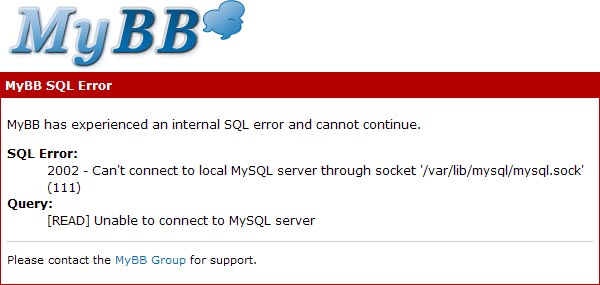 MyBB
MyBB SQL Error
MyBB has experienced an internal SQL error and cannot continue.
SQL Error:
2002 - Can't connect to local MySQL server through socket '/var/lib/mysql/mysql.sock'
(111)
Query:
[READ] Unable to connect to MySQL server
Please contact the MyBB Group for support.